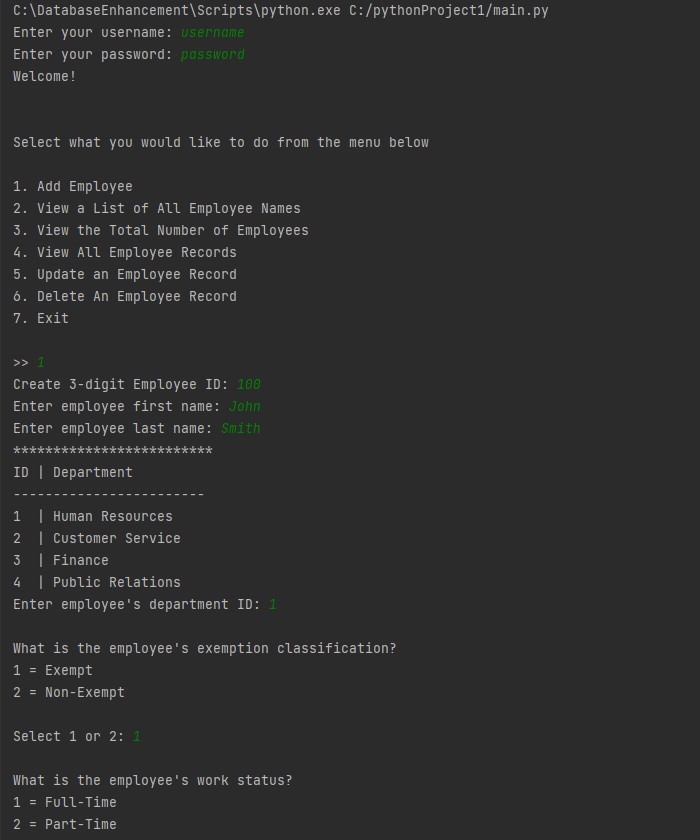 C:\DatabaseEnhancement\Scripts\python.exe C:/pythonProject1/main.py
Enter your username: username
Enter your password: password
Welcome!
Select what you would like to do from the menu below
1. Add Employee
2. View a List of All Employee Names
3. View the Total Number of Employees
4. View All Employee Records
5. Update an Employee Record
6. Delete An Employee Record
7. Exit
>> 1
Create 3-digit Employee ID: 100
Enter employee first name: John
Enter employee last name: Smith
*************************
ID | Department
------------------------
1  | Human Resources
2  | Customer Service
3  | Finance
4  | Public Relations
Enter employee's department ID: 1
What is the employee's exemption classification?
1 = Exempt
2 = Non-Exempt
Select 1 or 2: 1
What is the employee's work status?
1 = Full-Time
2 = Part-Time